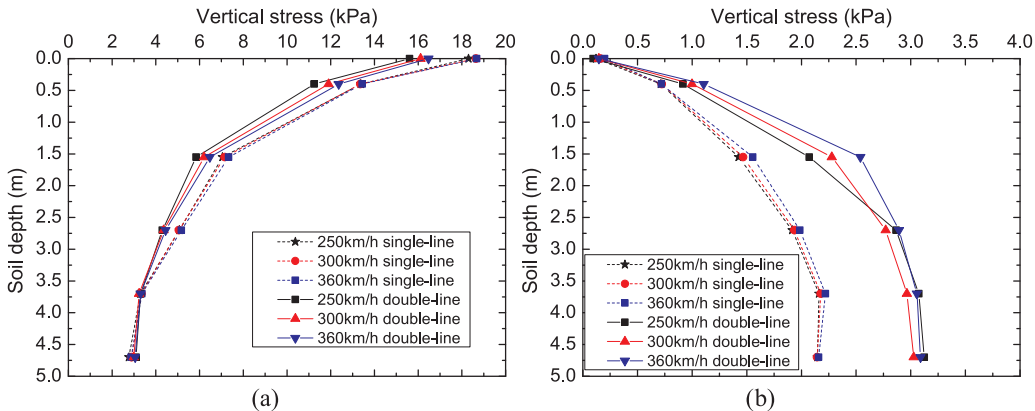 Vertical stress (kPa)
0 2 4 6 8 10 12 14 16 18 20
Soil depth (m)
0.0
0.5
1.0
1.5
2.0
2.5
3.0
3.5
4.0
4.5
5.0
250km/h single-line
300km/h single-line
360km/h single-line
250km/h double-line
300km/h double-line
360km/h double-line
(a)
Vertical stress (kPa)
0.0 0.5 1.0 1.5 2.0 2.5 3.0 3.5 4.0
Soil depth (m)
0.0
0.5
1.0
1.5
2.0
2.5
3.0
3.5
4.0
4.5
5.0
250km/h single-line
300km/h single-line
360km/h single-line
250km/h double-line
300km/h double-line
360km/h double-line
(b)